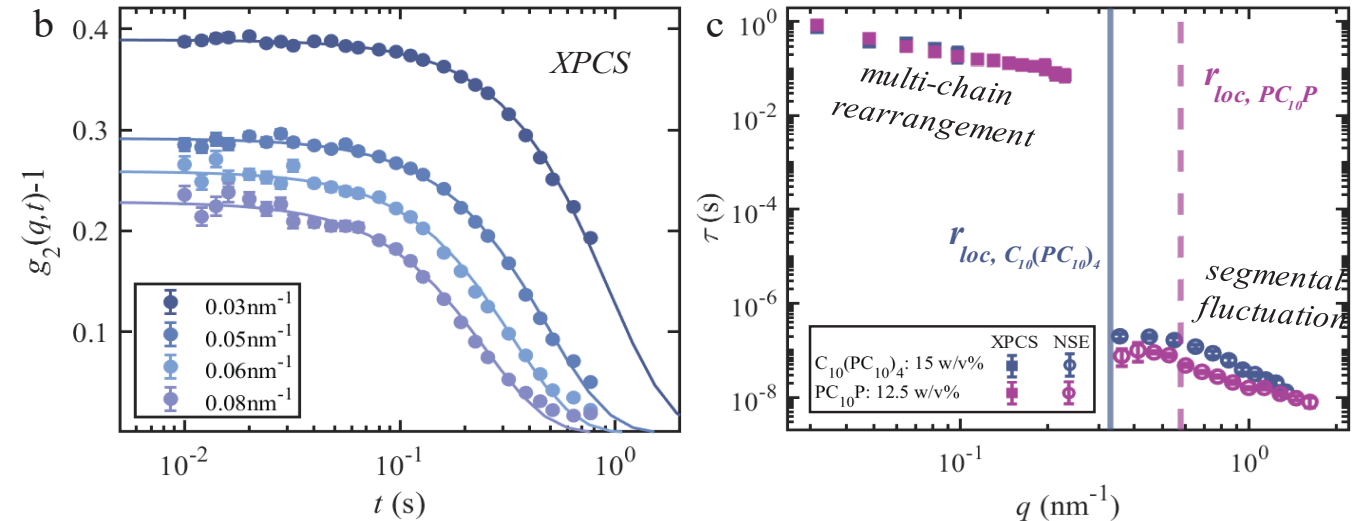 b
0.4
0.3
0.2
0.1
g₂(q,t)-1
XPCS
0.03nm⁻¹
0.05nm⁻¹
0.06nm⁻¹
0.08nm⁻¹
10⁻²
10⁻¹
10⁰
t (s)
c
10⁰
10⁻²
10⁻⁴
10⁻⁶
10⁻⁸
τ (s)
multi-chain
rearrangement
r loc, PC₁₀P
r loc, C₁₀(PC₁₀)₄
segmental
fluctuation
XPCS NSE
C₁₀(PC₁₀)₄: 15 w/v%
PC₁₀P: 12.5 w/v%
10⁻¹
10⁰
q (nm⁻¹)